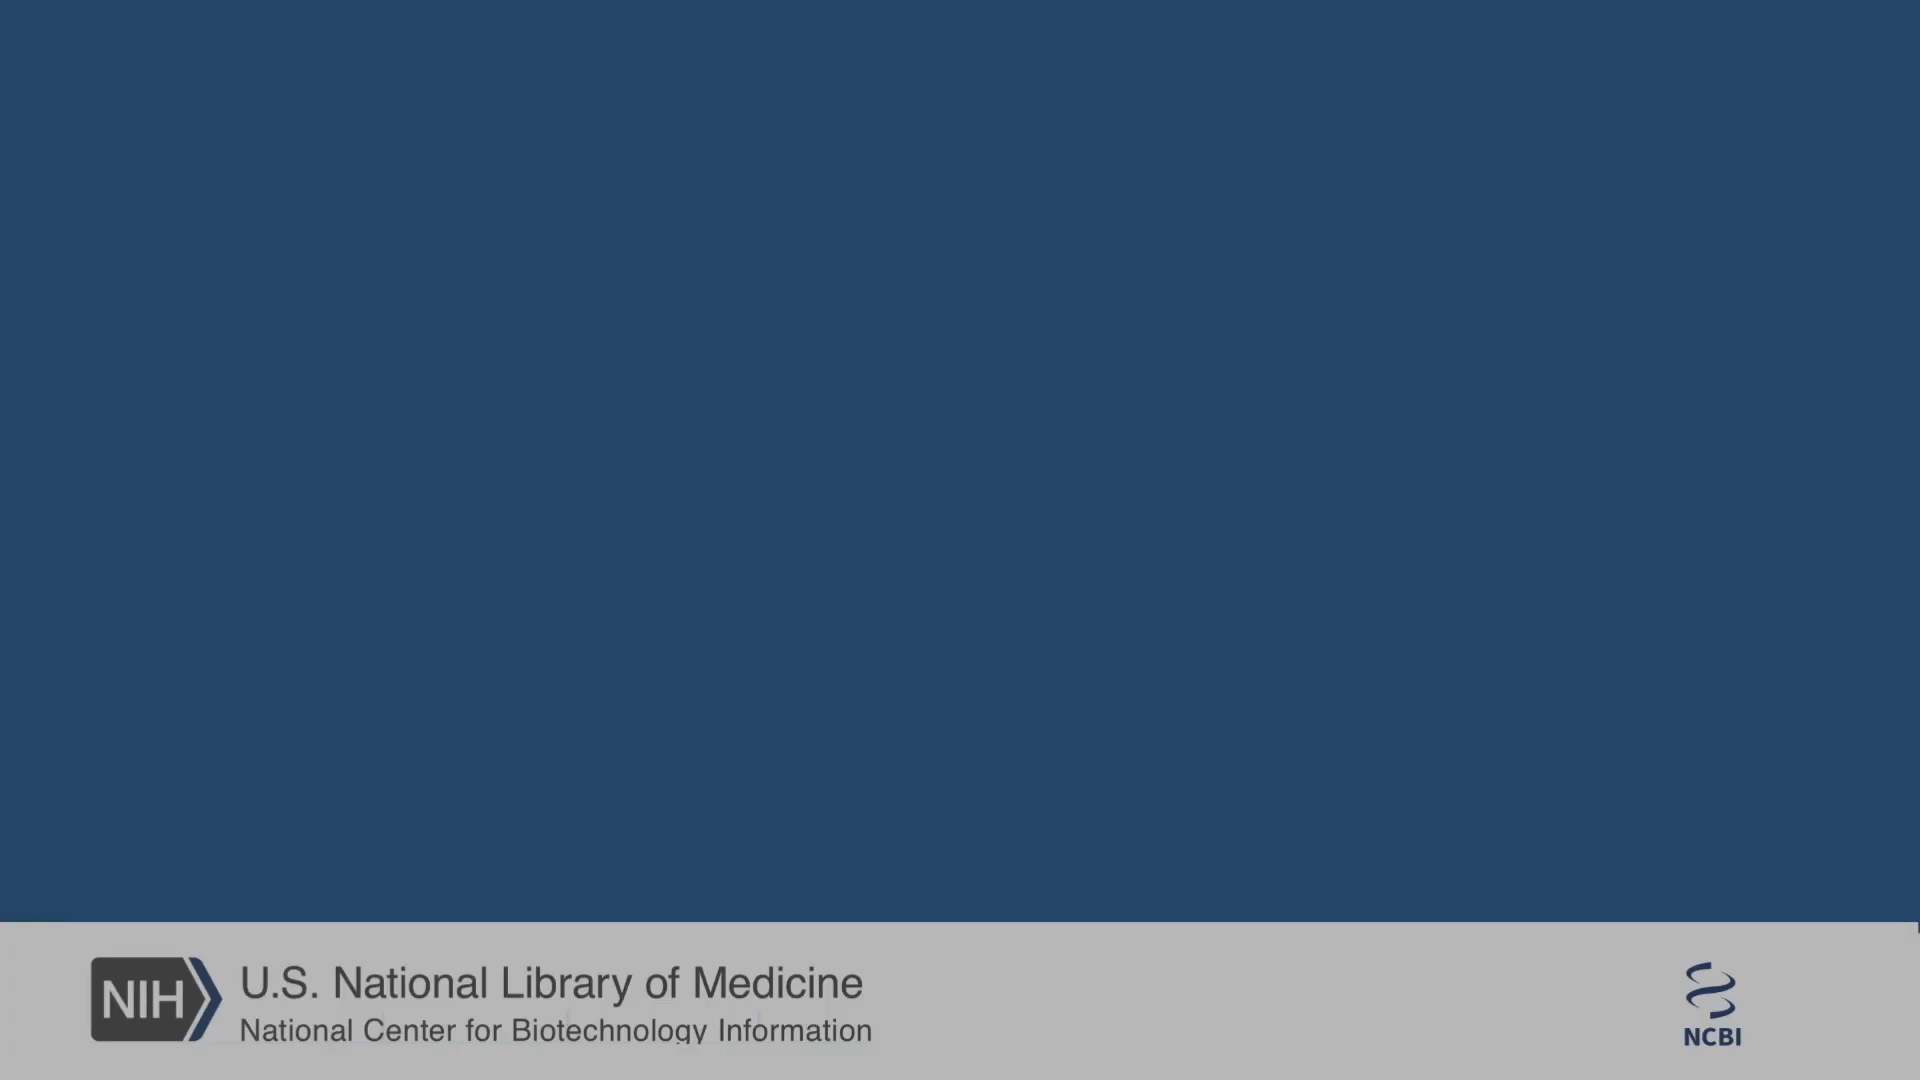 NIH
U.S. National Library of Medicine
National Center for Biotechnology Information
NCBI